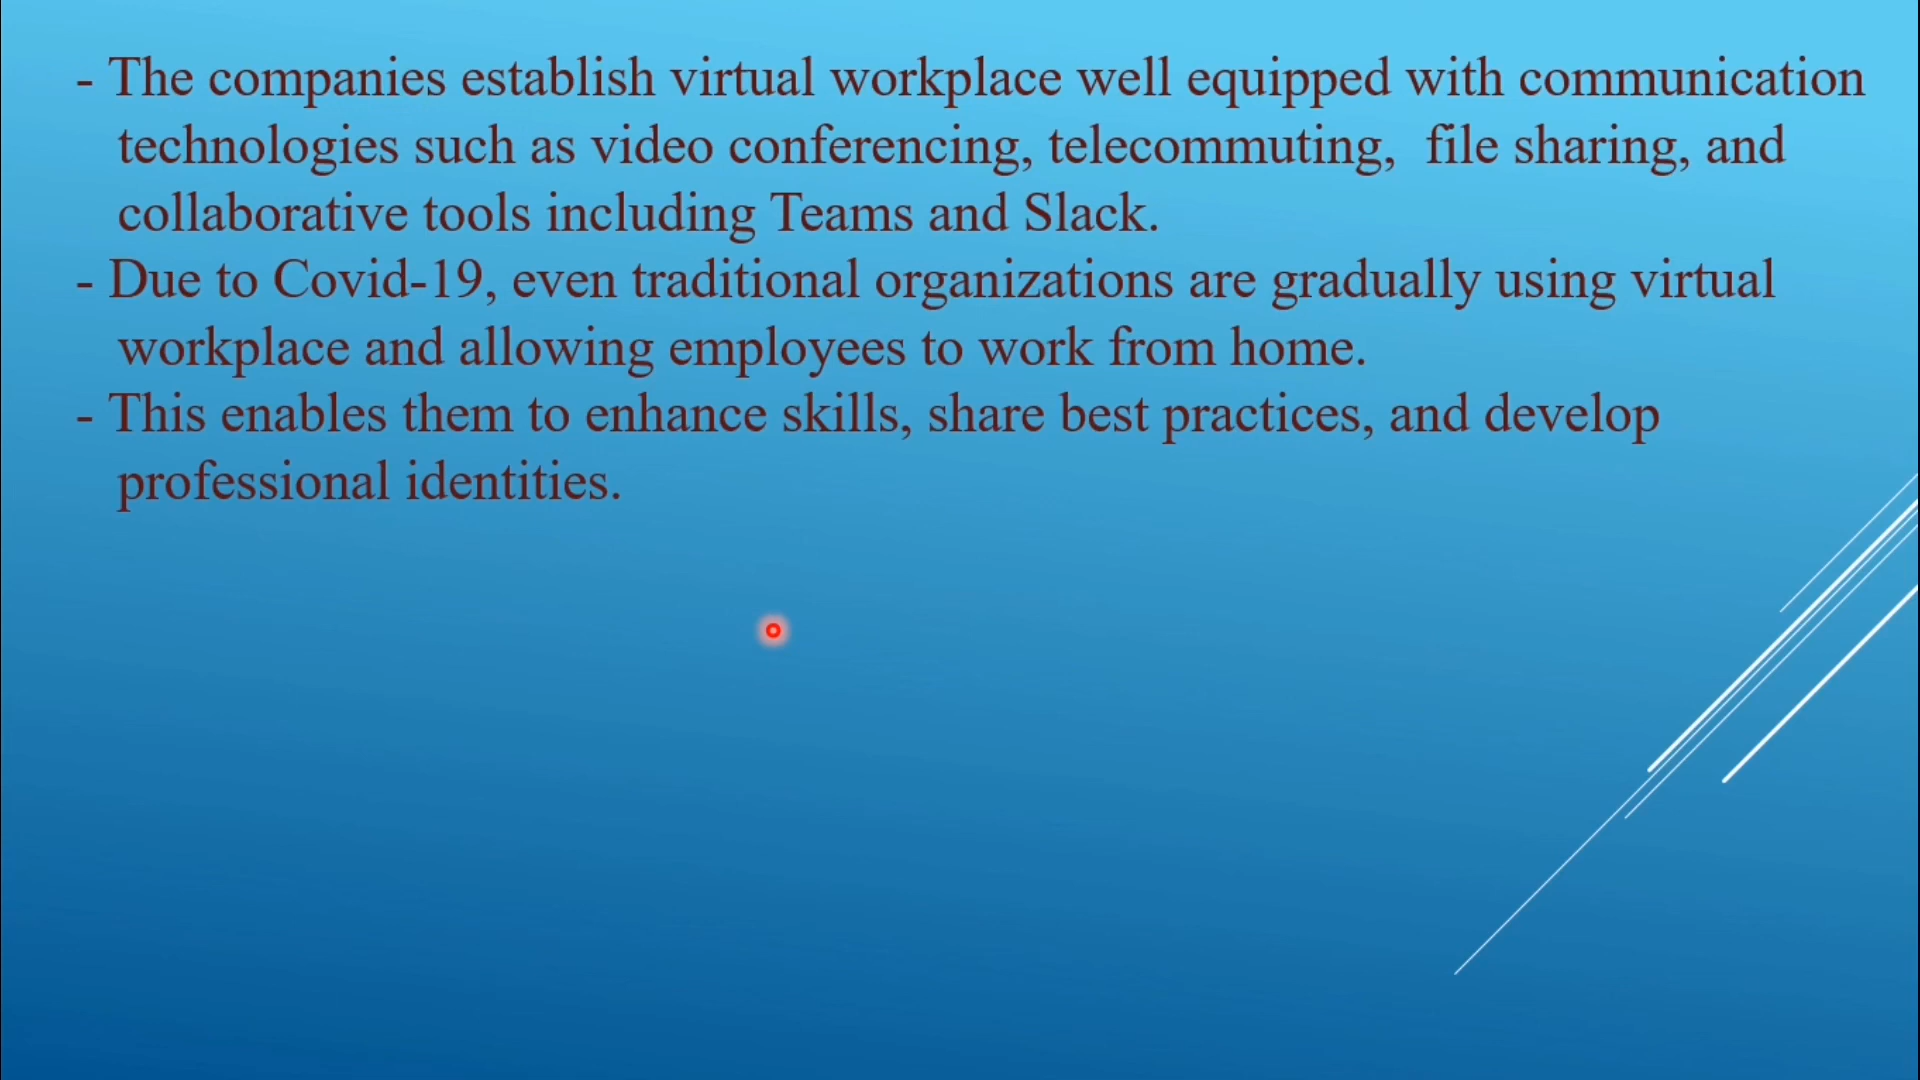 - The companies establish virtual workplace well equipped with communication
technologies such as video conferencing, telecommuting,  file sharing, and
collaborative tools including Teams and Slack.
- Due to Covid-19, even traditional organizations are gradually using virtual
workplace and allowing employees to work from home.
- This enables them to enhance skills, share best practices, and develop
professional identities.